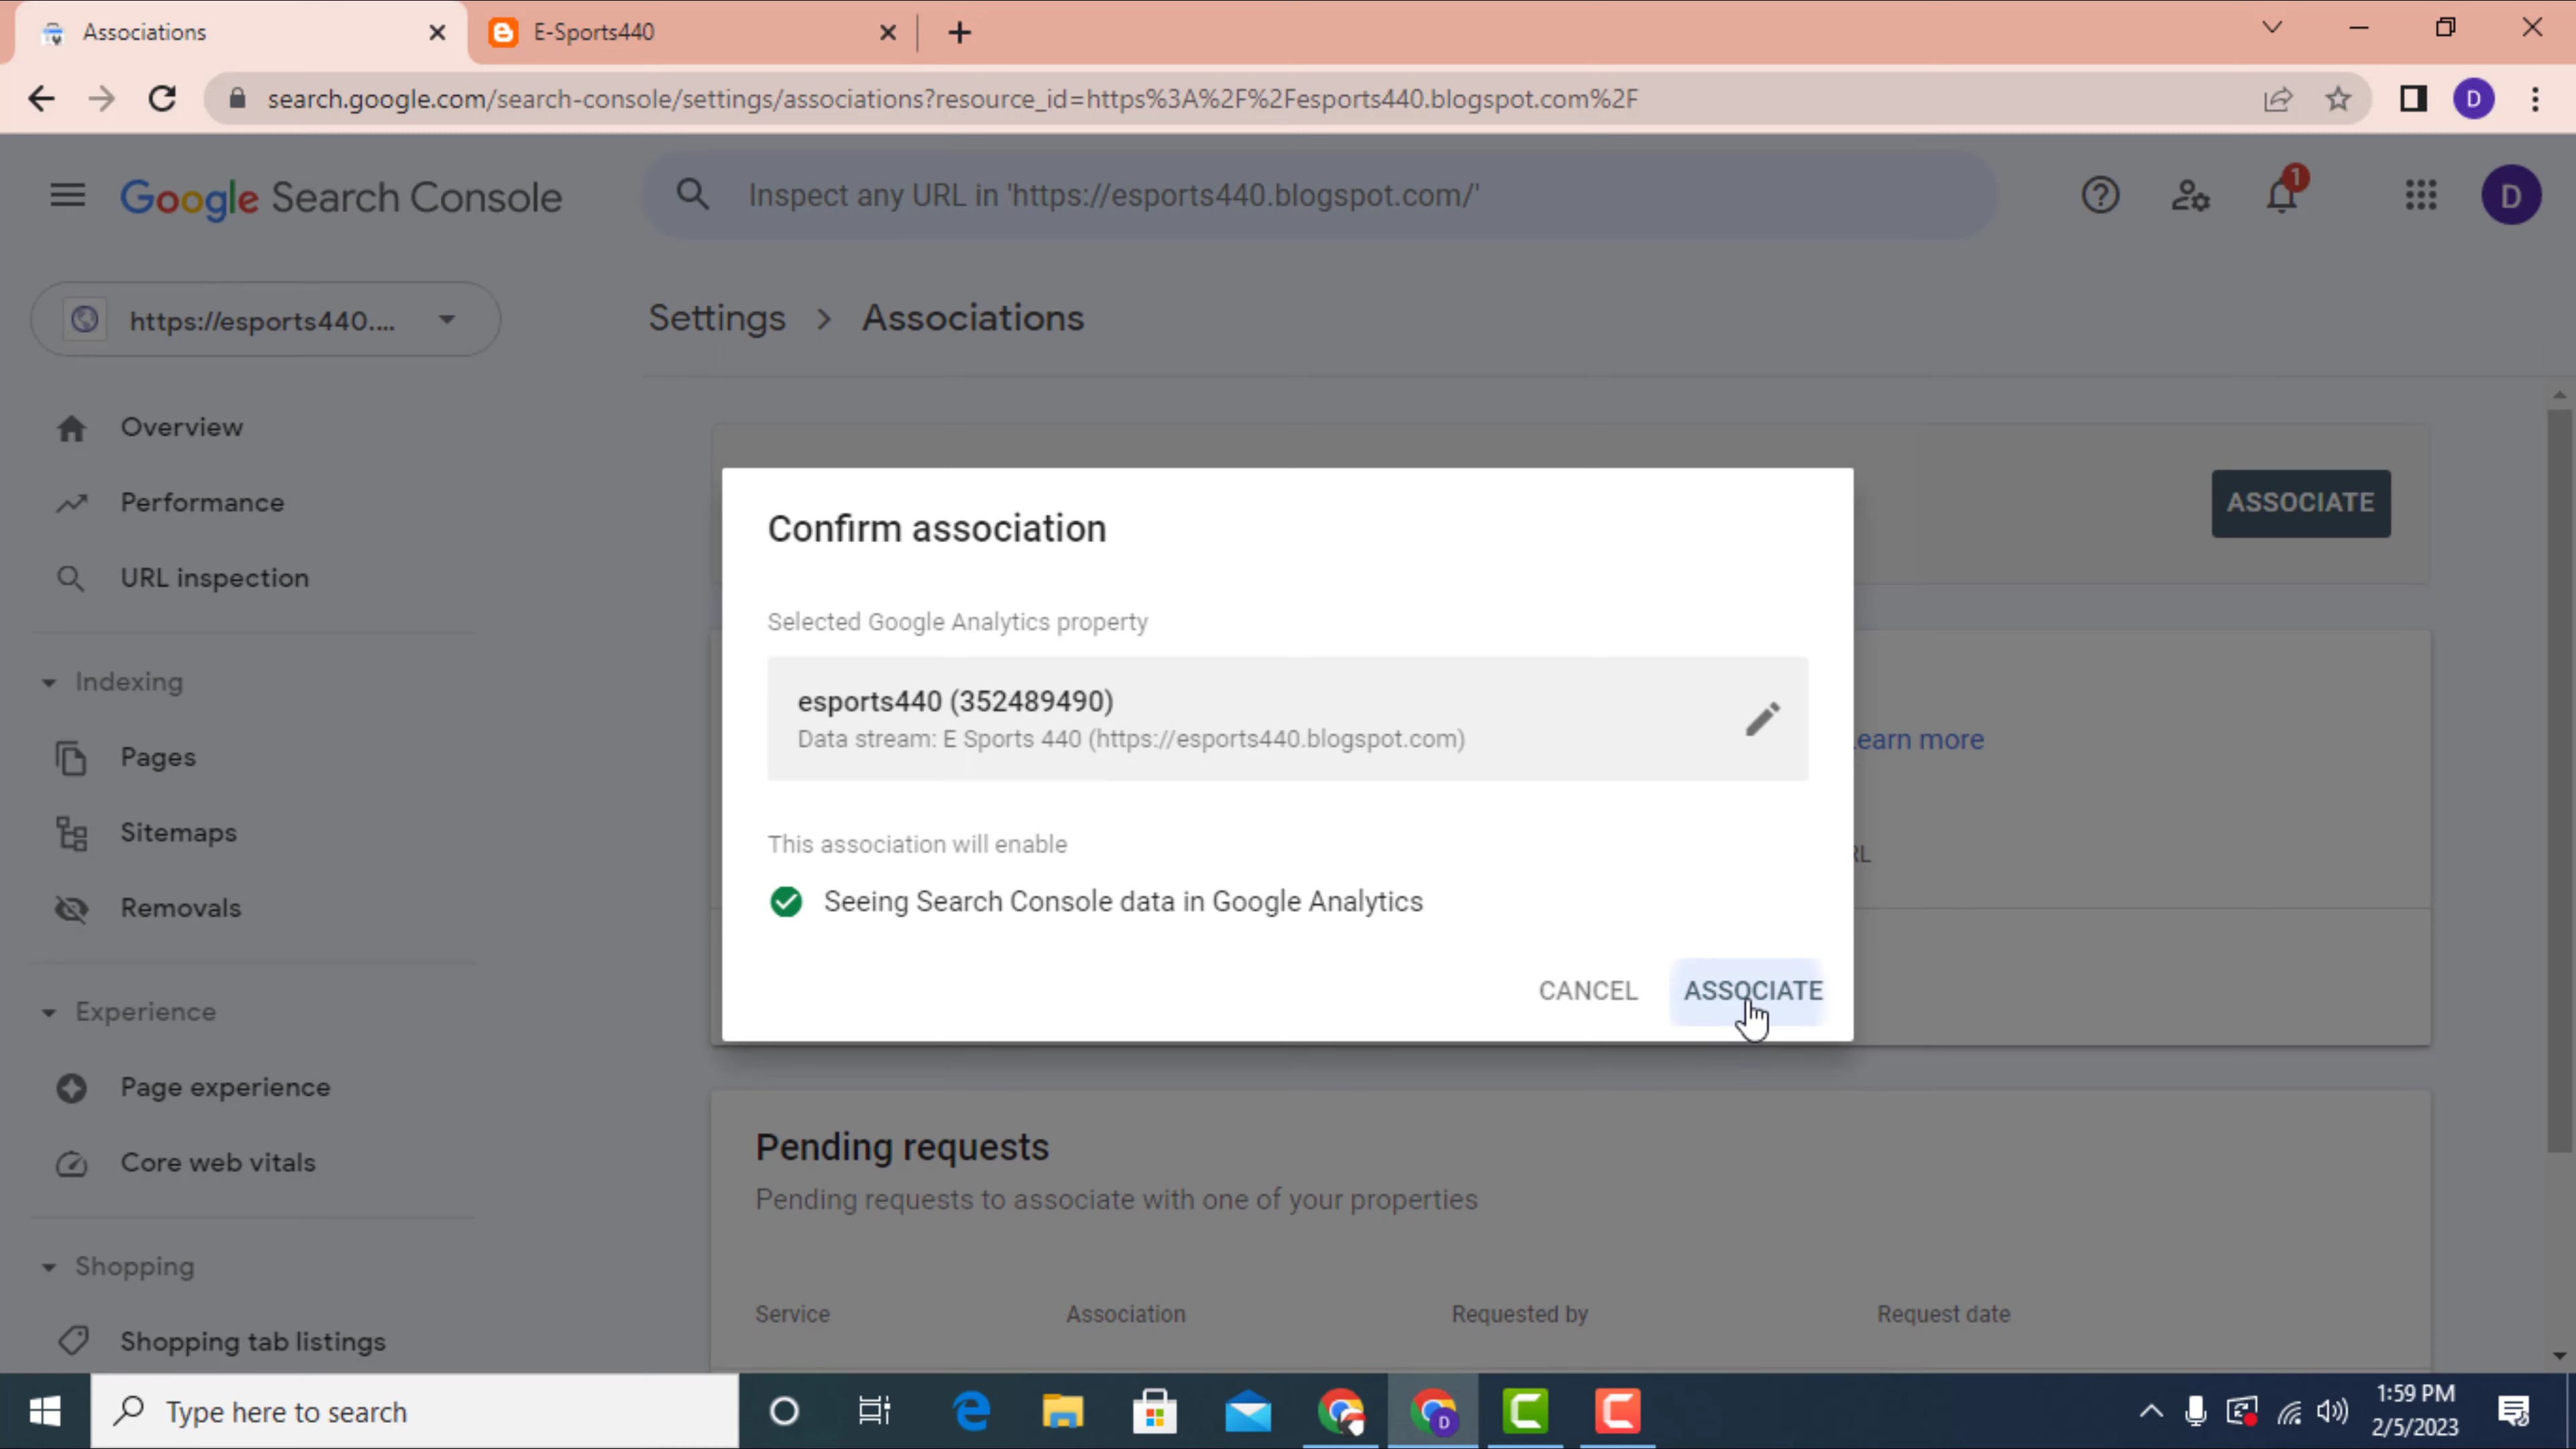 Associations
E-Sports440
search.google.com/search-console/settings/associations?resource_id=https%3A%2F%2Fesports440.blogspot.com%2F
D
Google Search Console
Inspect any URL in 'https://esports440.blogspot.com/'
1
D
https://esports440....
Settings > Associations
Overview
Performance
URL inspection
Indexing
Pages
Sitemaps
Removals
Experience
Page experience
Core web vitals
Shopping
Shopping tab listings
ASSOCIATE
Confirm association
Selected Google Analytics property
esports440 (352489490)
Data stream: E Sports 440 (https://esports440.blogspot.com)
earn more
This association will enable
RL
Seeing Search Console data in Google Analytics
CANCEL
ASSOCIATE
Pending requests
Pending requests to associate with one of your properties
Service Association Requested by Request date
Type here to search
D
1:59 PM
2/5/2023